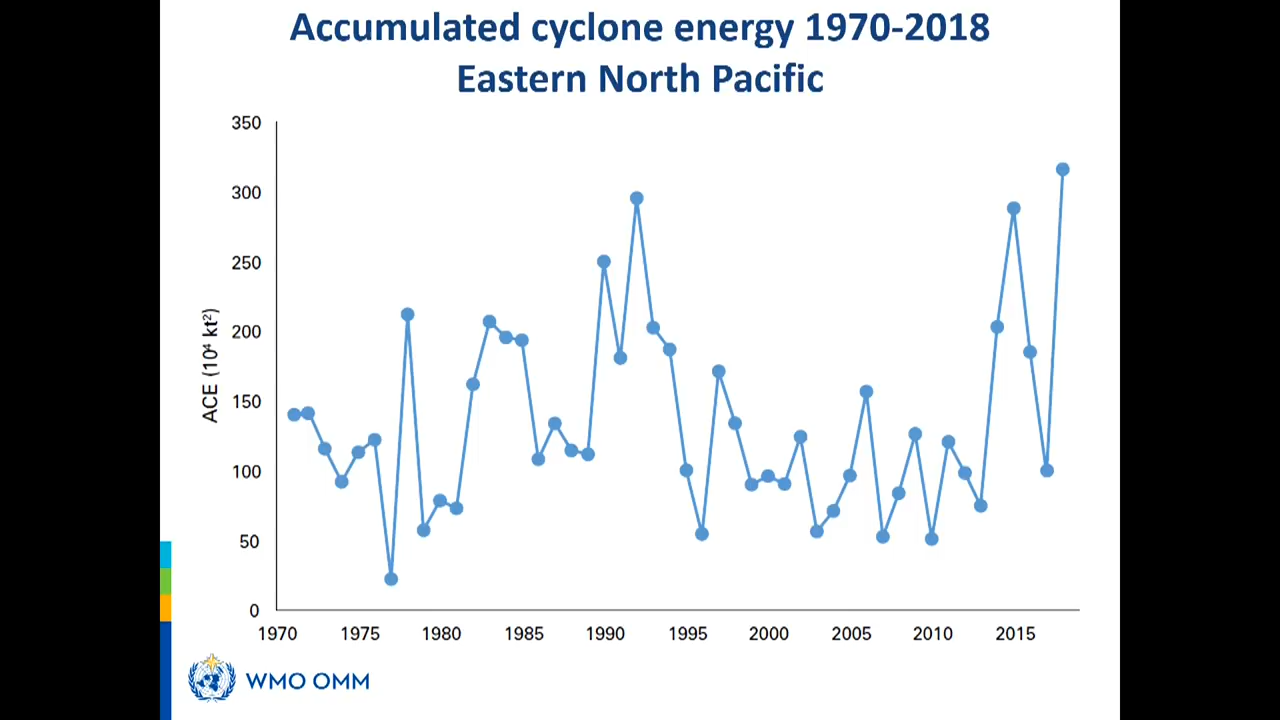 Accumulated cyclone energy 1970-2018
Eastern North Pacific
350
300
250
200
150
100
50
0
ACE (10⁴ kt²)
1970 1975 1980 1985 1990 1995 2000 2005 2010 2015
WMO OMM